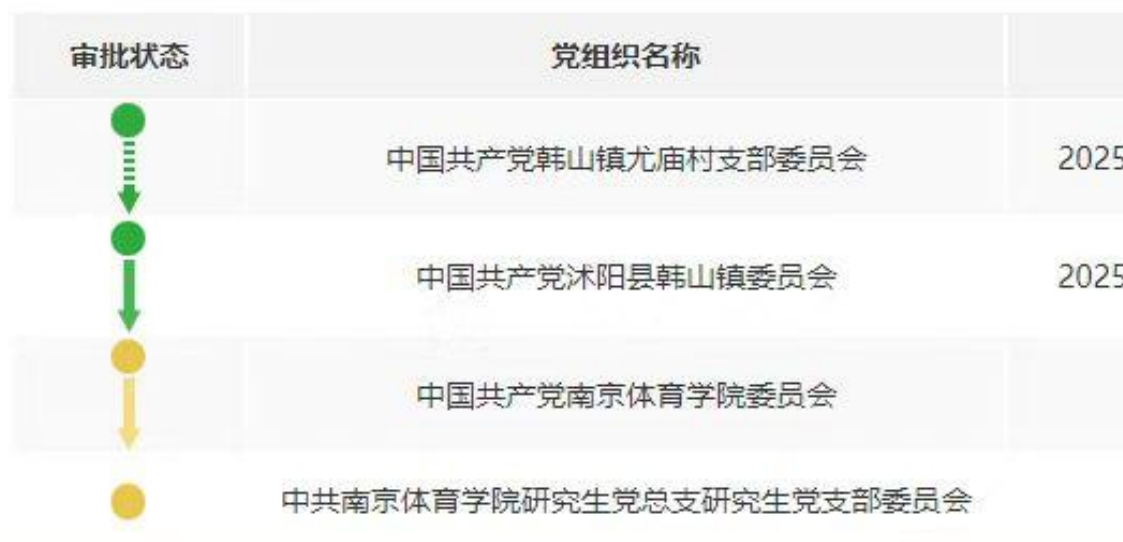 审批状态 党组织名称
中国共产党韩山镇尤庙村支部委员会 2025
中国共产党沭阳县韩山镇委员会 2025
中国共产党南京体育学院委员会
中共南京体育学院研究生党总支研究生党支部委员会